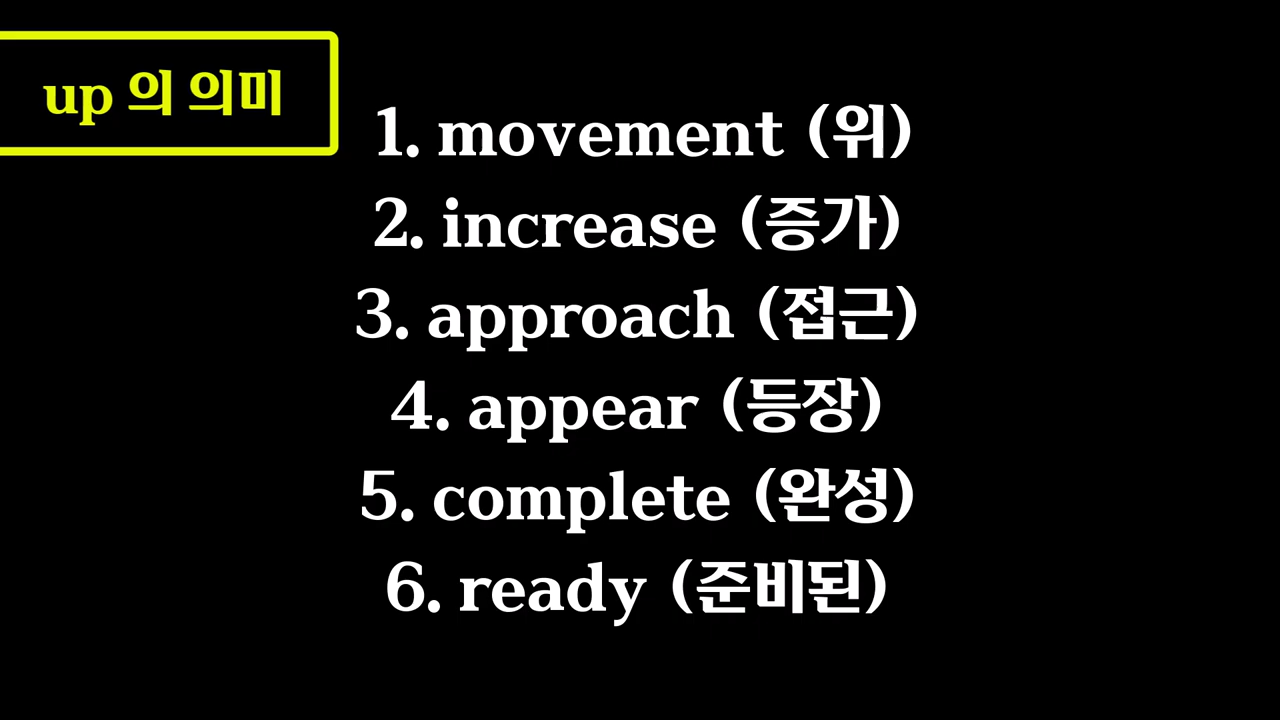 up 의 의미
1. movement (위)
2. increase (증가)
3. approach (접근)
4. appear (등장)
5. complete (완성)
6. ready (준비된)